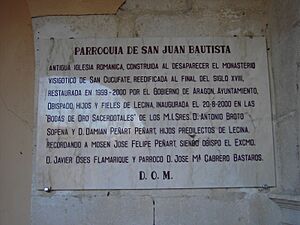 PARROQUIA DE SAN JUAN BAUTISTA
ANTIGUA IGLESIA ROMANICA, CONSTRUIDA AL DESAPARECER EL MONASTERIO
VISIGOTICO DE SAN CUCUFATE, REEDIFICADA AL FINAL DEL SIGLO XVIII,
RESTAURADA EN 1999-2000 POR EL GOBIERNO DE ARAGON, AYUNTAMIENTO,
OBISPADO, HIJOS Y FIELES DE LECINA, INAUGURADA EL 20-8-2000 EN LAS
"BODAS DE ORO SACERDOTALES" DE LOS M.I.SRES. D. ANTONIO BROTO
SOPENA Y D. DAMIAN PEÑART PEÑART, HIJOS PREDILECTOS DE LECINA,
RECORDANDO A MOSEN JOSE FELIPE PEÑART, SIENDO OBISPO EL EXCMO.
D. JAVIER OSES FLAMARIQUE Y PARROCO D. JOSE Mª CABRERO BASTAROS.
D. O. M.